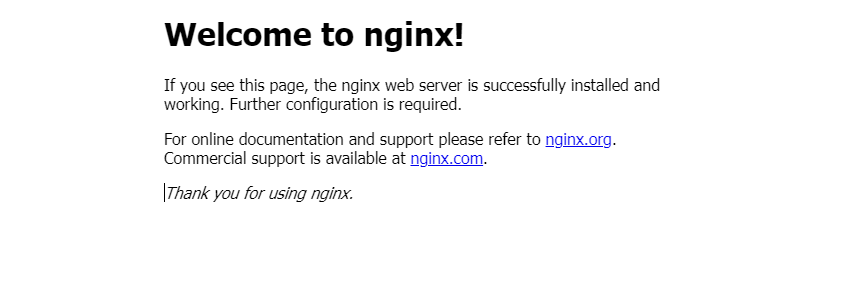 Welcome to nginx!
If you see this page, the nginx web server is successfully installed and
working. Further configuration is required.
For online documentation and support please refer to nginx.org.
Commercial support is available at nginx.com.
Thank you for using nginx.